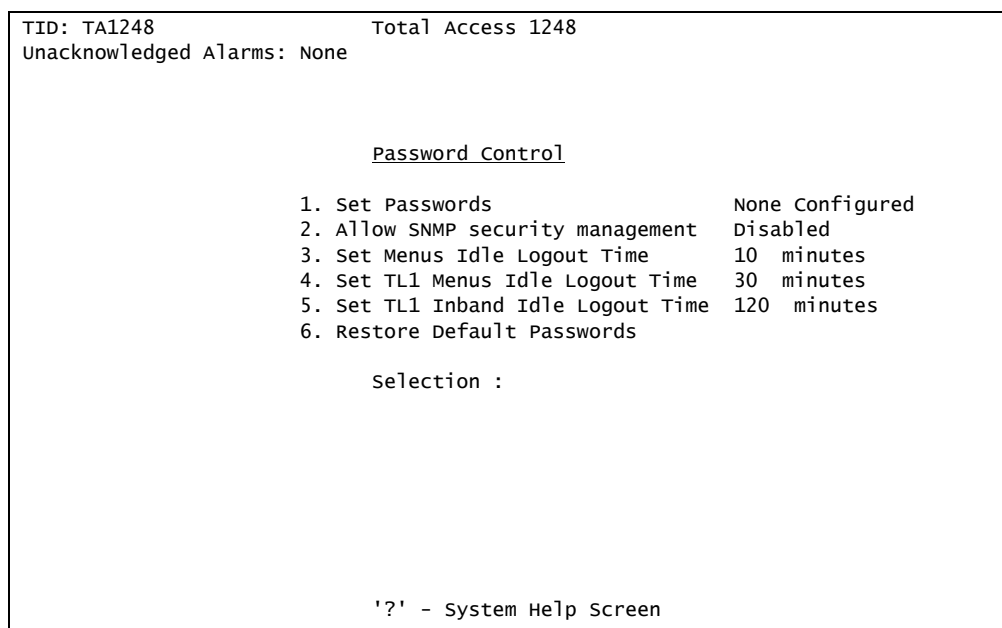 TID: TA1248 Total Access 1248
Unacknowledged Alarms: None
Password Control
1. Set Passwords None Configured
2. Allow SNMP security management Disabled
3. Set Menus Idle Logout Time 10 minutes
4. Set TL1 Menus Idle Logout Time 30 minutes
5. Set TL1 Inband Idle Logout Time 120 minutes
6. Restore Default Passwords
Selection :
'?' - System Help Screen